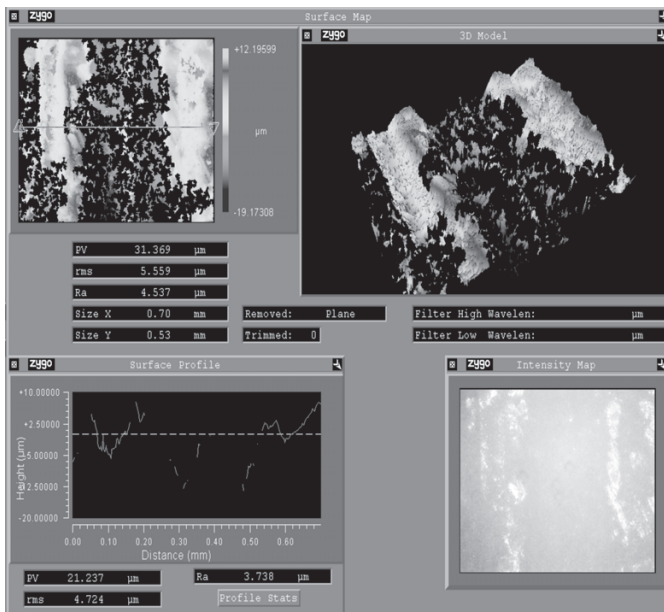 zygo Surface Map
+12.19599
µm
-19.17308
zygo 3D Model
PV 31.369 µm
rms 5.559 µm
Ra 4.537 µm
Size X 0.70 mm
Size Y 0.53 mm
Removed: Plane
Trimmed: 0
Filter High Wavelen: µm
Filter Low Wavelen: µm
zygo Surface Profile
+10.00000
+2.50000
-5.00000
-12.50000
-20.00000
Height (µm)
0.00 0.10 0.20 0.30 0.40 0.50 0.60
Distance (mm)
PV 21.237 µm
rms 4.724 µm
Ra 3.738 µm
Profile Stats
zygo Intensity Map